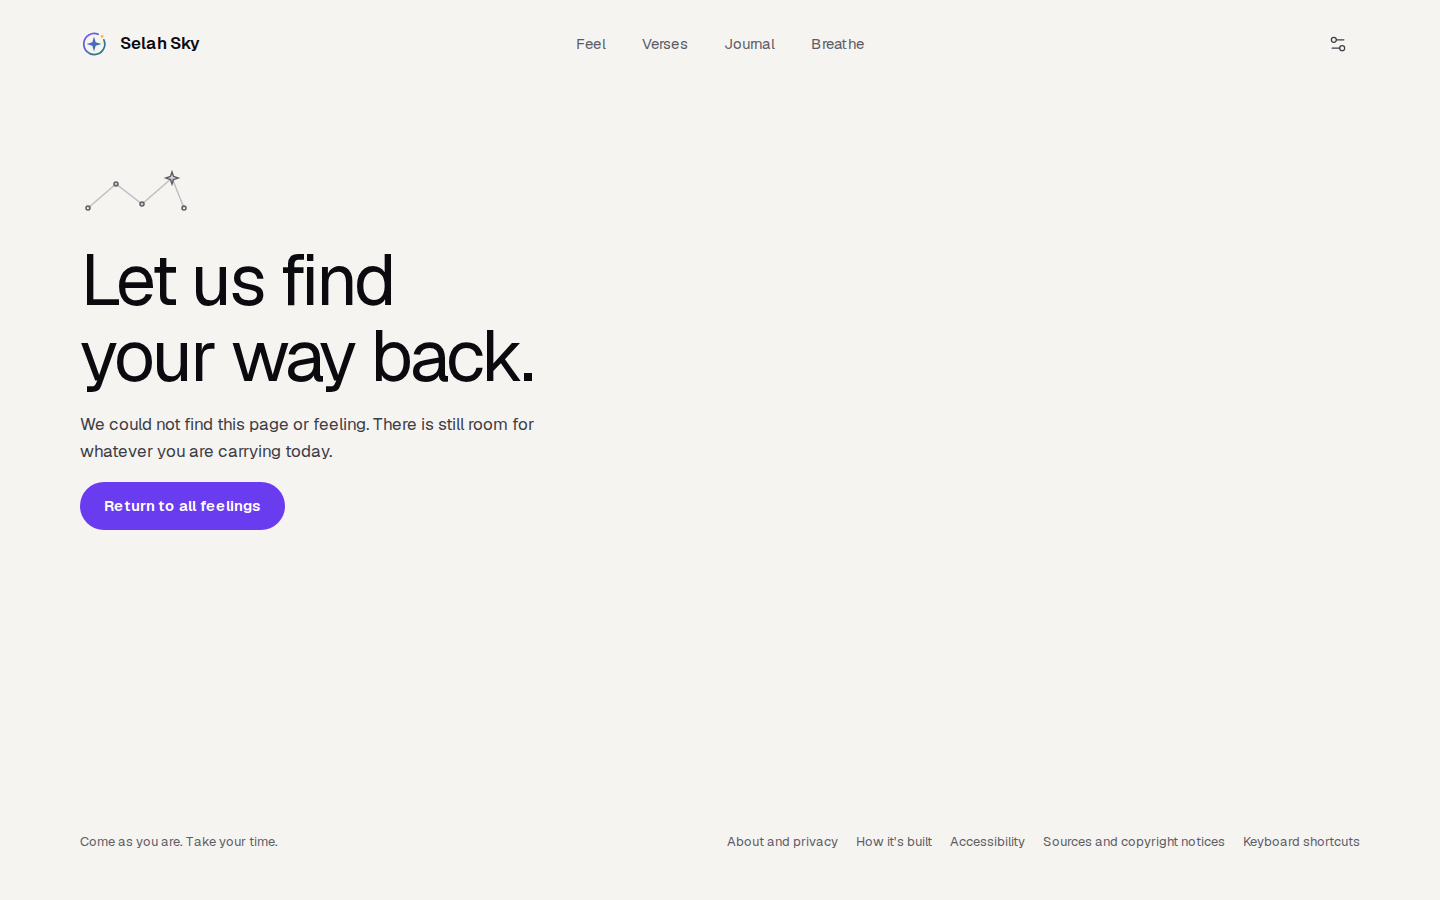 Selah Sky
Feel
Verses
Journal
Breathe
Let us find
your way back.
We could not find this page or feeling. There is still room for
whatever you are carrying today.
Return to all feelings
Come as you are. Take your time.
About and privacy
How it's built
Accessibility
Sources and copyright notices
Keyboard shortcuts